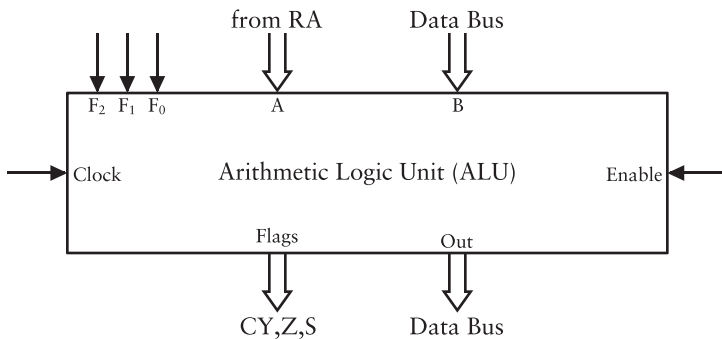 from RA Data Bus
F₂ F₁ F₀ A B
Clock Arithmetic Logic Unit (ALU) Enable
Flags Out
CY,Z,S Data Bus